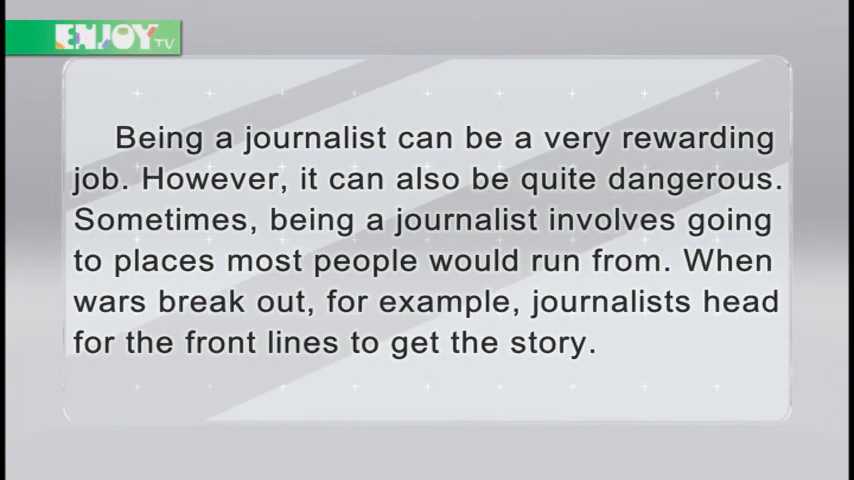 ENJOY TV
Being a journalist can be a very rewarding
job. However, it can also be quite dangerous.
Sometimes, being a journalist involves going
to places most people would run from. When
wars break out, for example, journalists head
for the front lines to get the story.